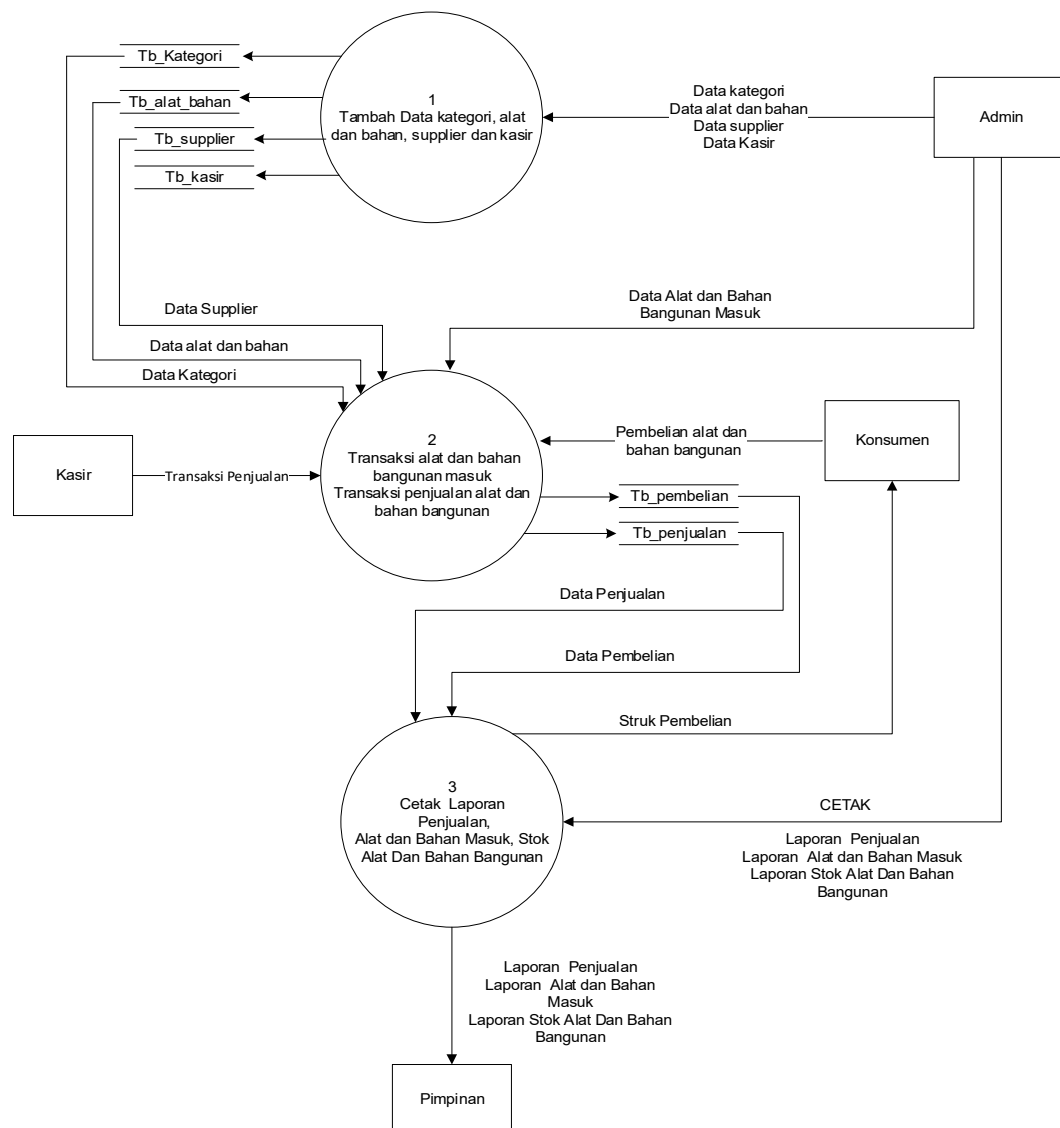 Tb_Kategori
Tb_alat_bahan
Tb_supplier
Tb_kasir
1
Tambah Data kategori, alat
dan bahan, supplier dan kasir
Data kategori
Data alat dan bahan
Data supplier
Data Kasir
Admin
Data Supplier
Data alat dan bahan
Data Kategori
Data Alat dan Bahan
Bangunan Masuk
Kasir
Transaksi Penjualan
2
Transaksi alat dan bahan
bangunan masuk
Transaksi penjualan alat dan
bahan bangunan
Pembelian alat dan
bahan bangunan
Konsumen
Tb_pembelian
Tb_penjualan
Data Penjualan
Data Pembelian
Struk Pembelian
3
Cetak Laporan
Penjualan,
Alat dan Bahan Masuk, Stok
Alat Dan Bahan Bangunan
CETAK
Laporan Penjualan
Laporan Alat dan Bahan Masuk
Laporan Stok Alat Dan Bahan
Bangunan
Laporan Penjualan
Laporan Alat dan Bahan
Masuk
Laporan Stok Alat Dan Bahan
Bangunan
Pimpinan